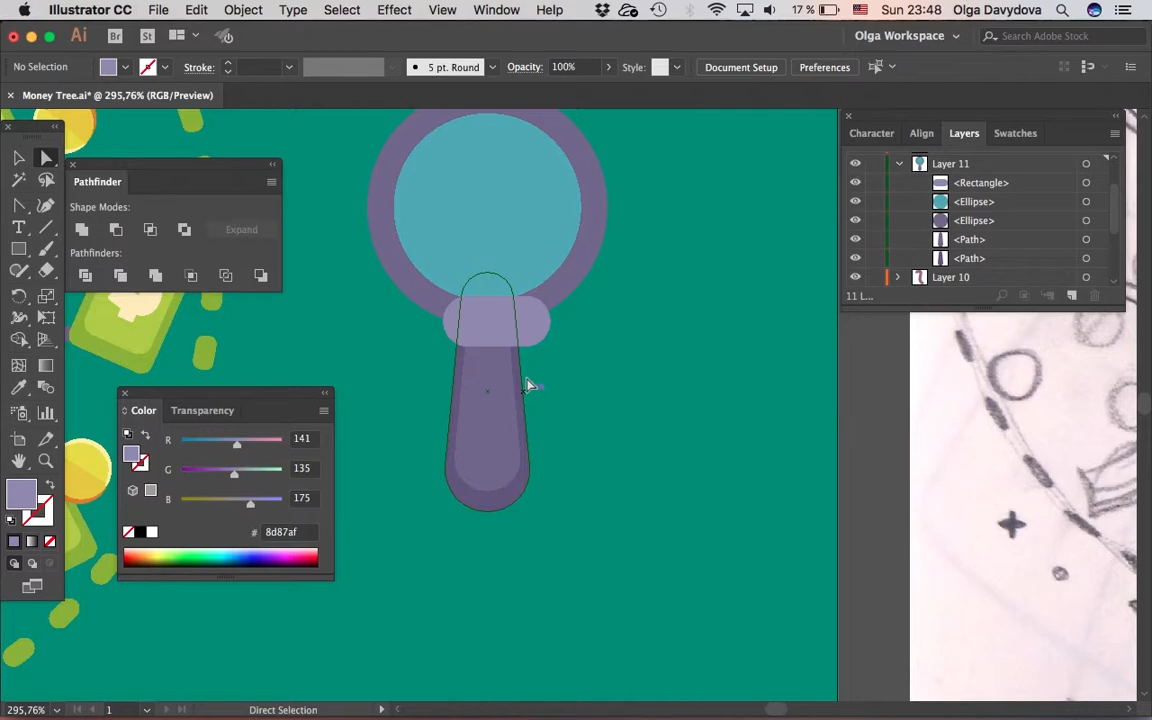 Illustrator CC File Edit Object Type Select Effect View Window Help 17 % Sun 23:48 Olga Davydova
Ai Br St Olga Workspace Search Adobe Stock
No Selection Stroke: 5 pt. Round Opacity: 100% Style: Document Setup Preferences
Money Tree.ai* @ 295,76% (RGB/Preview)
Pathfinder
Shape Modes:
Expand
Pathfinders:
Character Align Layers Swatches
Layer 11
<Rectangle>
<Ellipse>
<Ellipse>
<Path>
<Path>
Layer 10
11 L...
Color Transparency
R 141
G 135
B 175
# 8d87af
295,76% 1 Direct Selection